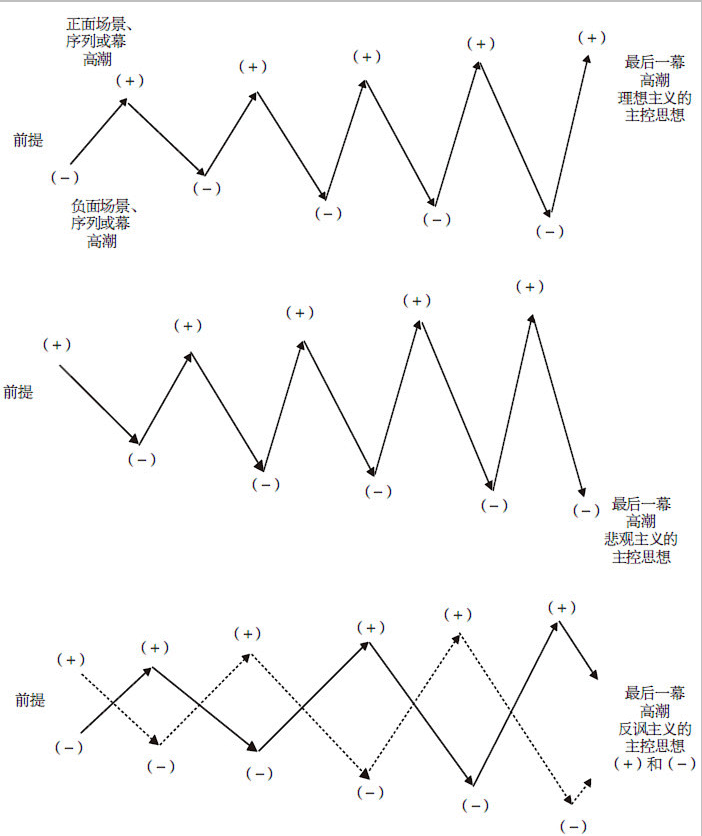 正面场景、
序列或幕
高潮
(+)
(+)
(+)
(+)
(+)
最后一幕
高潮
理想主义的
主控思想
前提
(−)
(−)
(−)
(−)
(−)
负面场景、
序列或幕
高潮
(+)
(+)
(+)
(+)
(+)
前提
(−)
(−)
(−)
(−)
(−)
最后一幕
高潮
悲观主义的
主控思想
(+)
(+)
(+)
(+)
(+)
(+)
前提
(−)
(−)
(−)
(−)
(−)
(−)
最后一幕
高潮
反讽主义的
主控思想
(+)和(−)